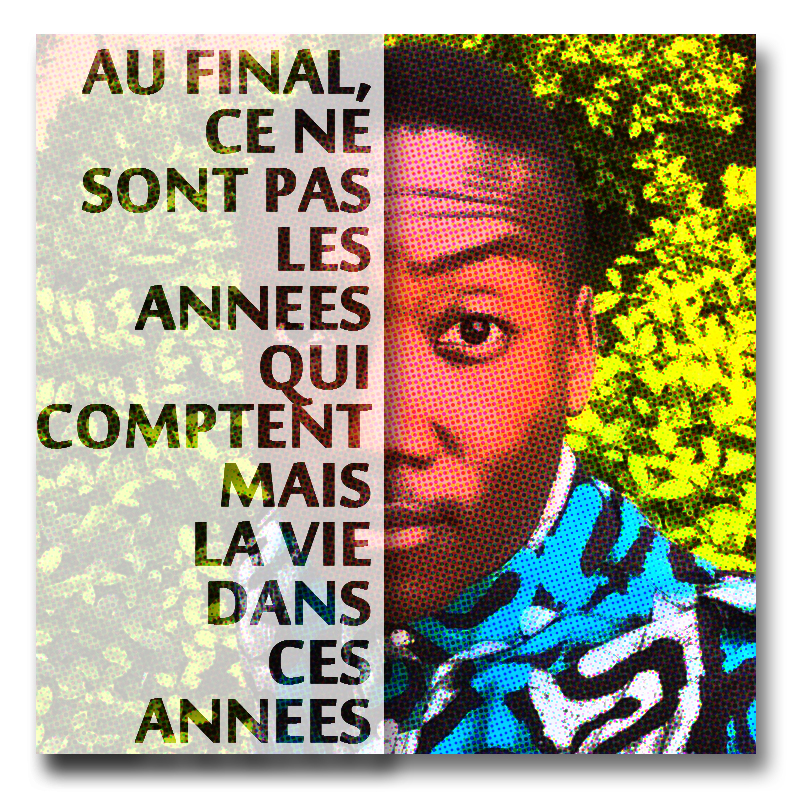 AU FINAL,
CE NE
SONT PAS
LES
ANNEES
QUI
COMPTENT
MAIS
LA VIE
DANS
CES
ANNEES